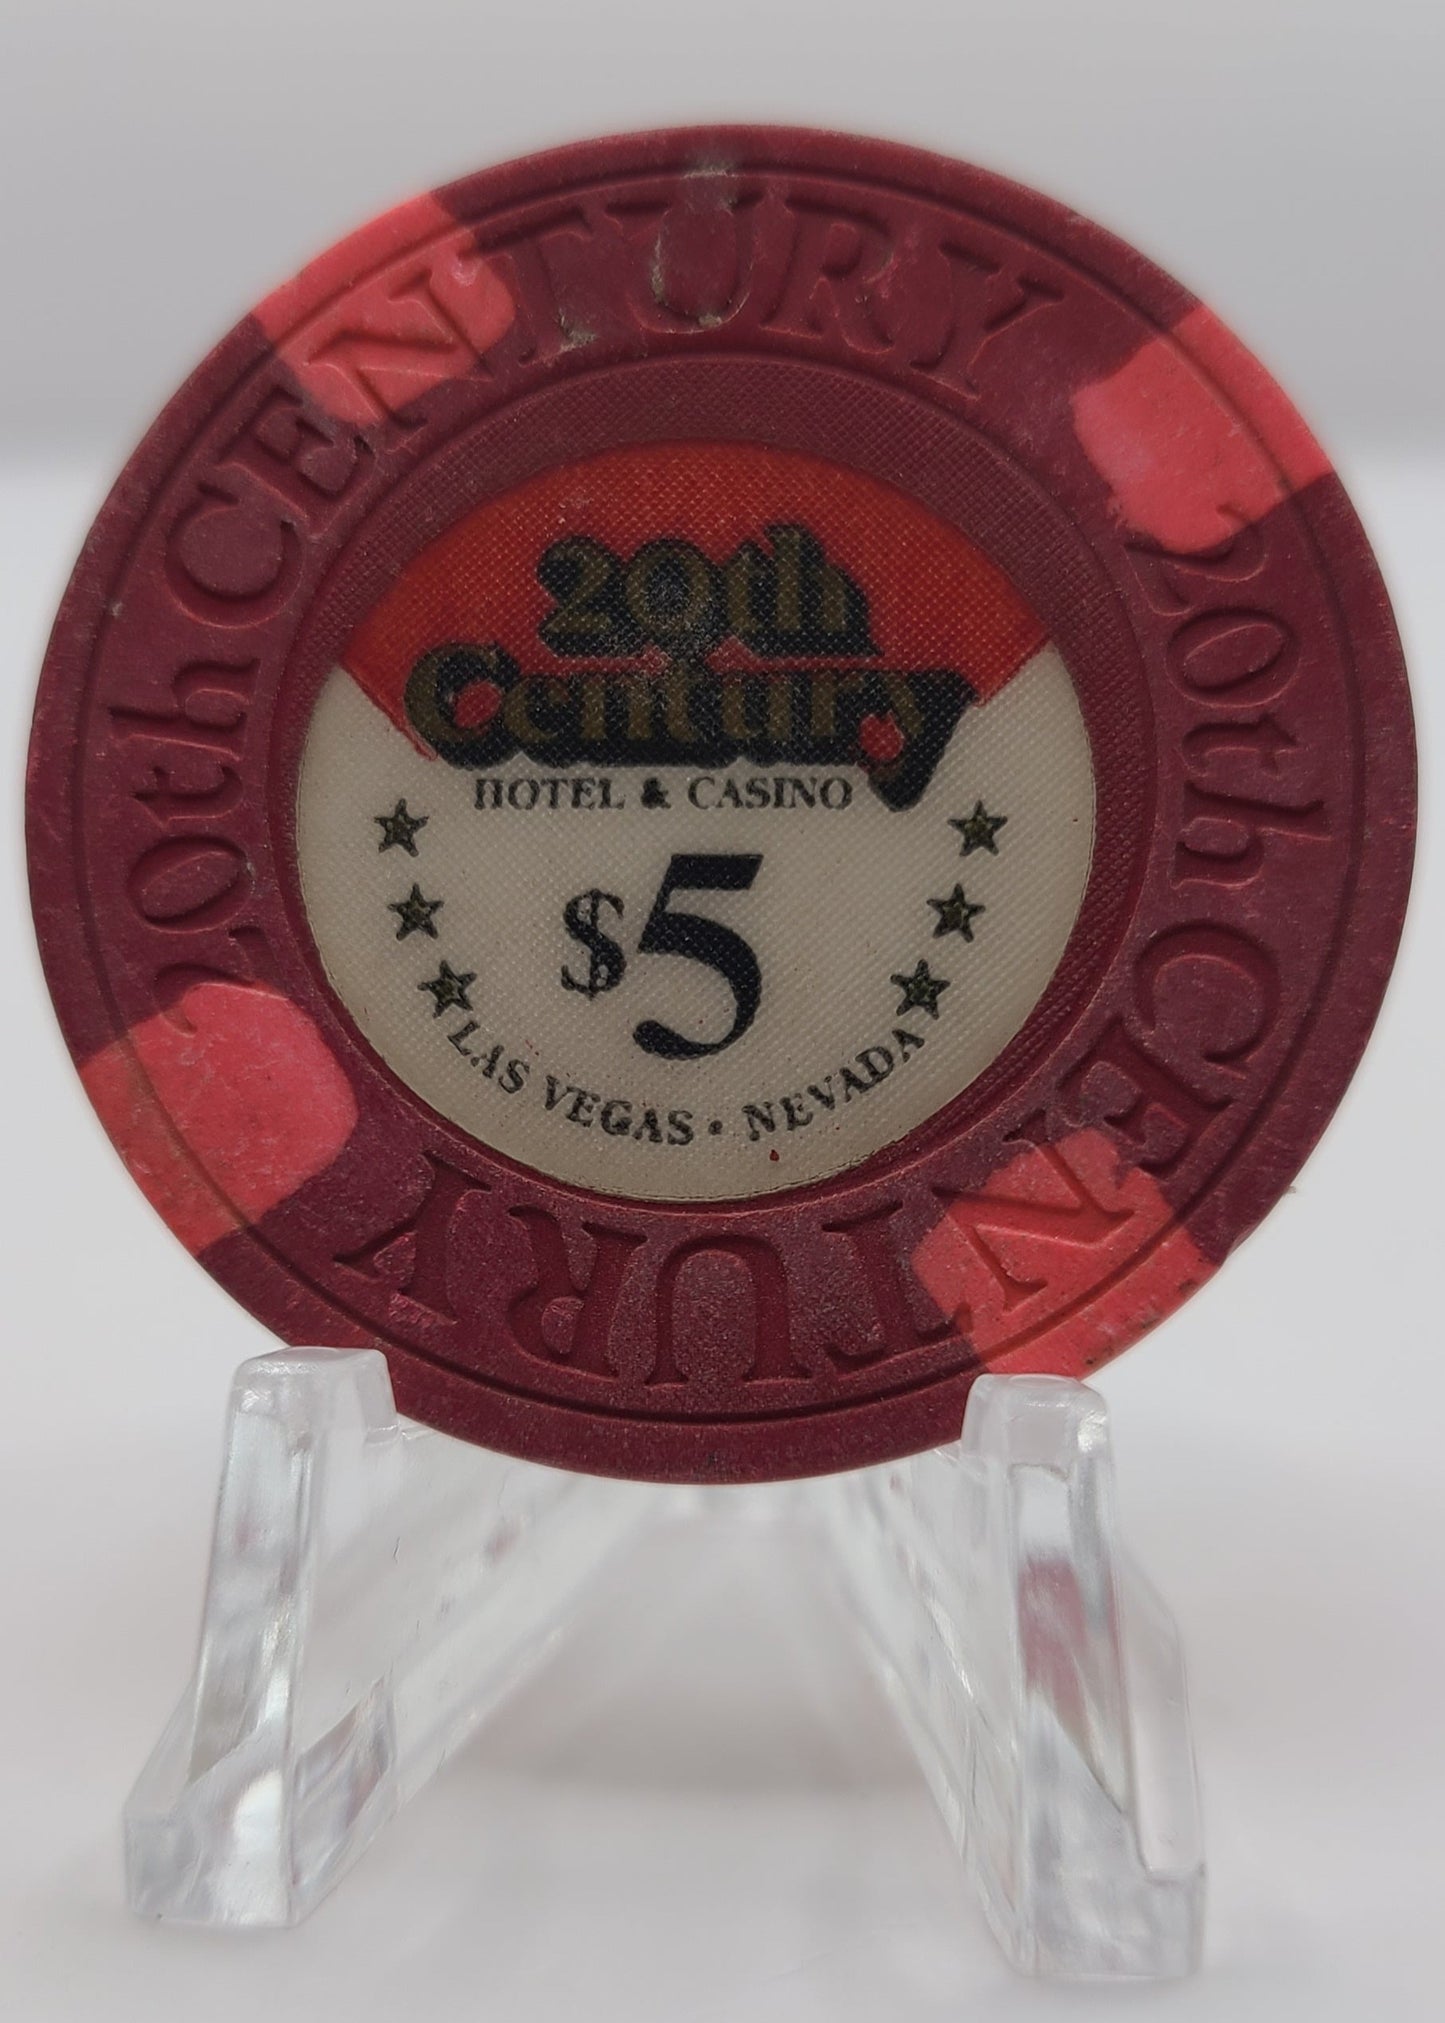 20th CENTURY
20th CENTURY
20th
Century
HOTEL & CASINO
$5
LAS VEGAS • NEVADA